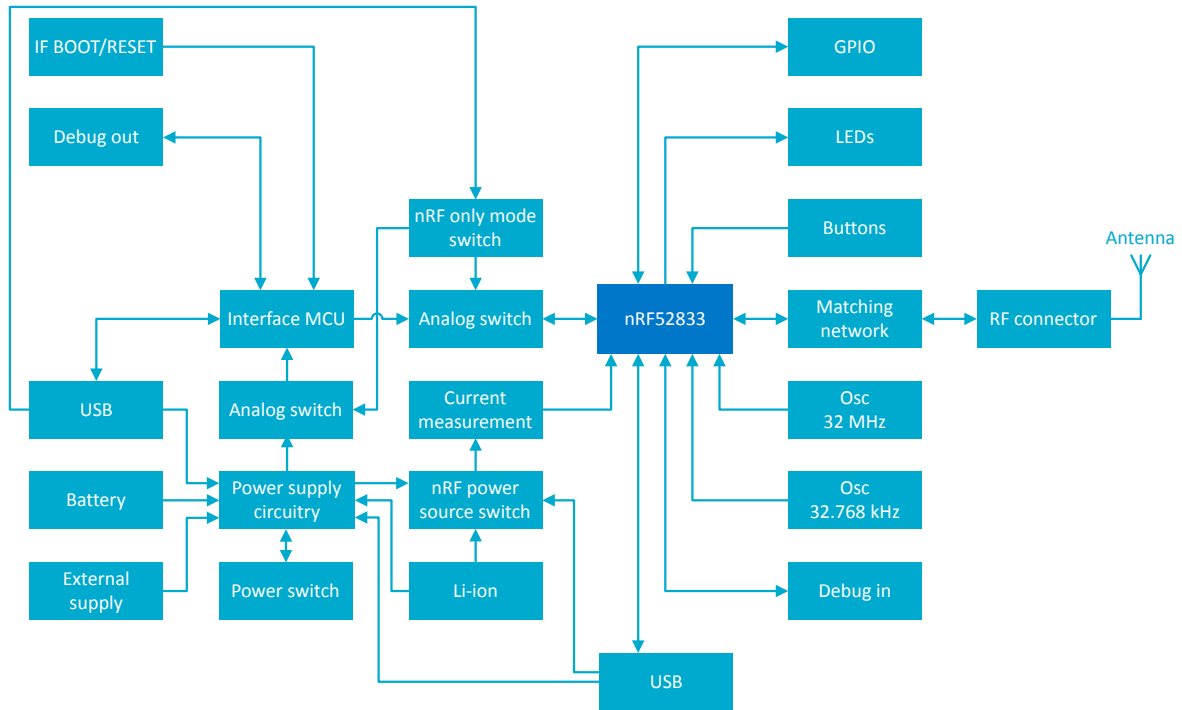 IF BOOT/RESET
GPIO
Debug out
LEDs
nRF only mode
switch
Buttons
Antenna
Interface MCU
Analog switch
nRF52833
Matching
network
RF connector
USB
Analog switch
Current
measurement
Osc
32 MHz
Battery
Power supply
circuitry
nRF power
source switch
Osc
32.768 kHz
External
supply
Power switch
Li-ion
Debug in
USB